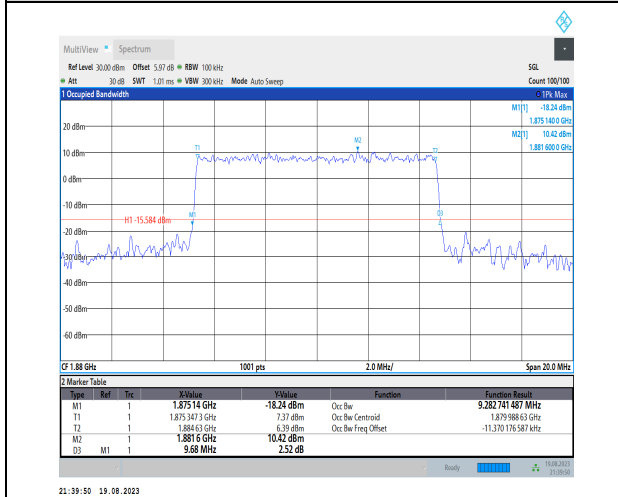 MultiView Spectrum
Ref Level 30.00 dBm Offset 5.97 dB RBW 100 kHz SGL
Att 30 dB SWT 1.01 ms VBW 300 kHz Mode Auto Sweep Count 100/100
1 Occupied Bandwidth 1Pk Max
M1[1] -18.24 dBm
1.875 140 0 GHz
M2[1] 10.42 dBm
1.881 600 0 GHz
20 dBm
M2
T1 T2
10 dBm
0 dBm
-10 dBm
M1 D3
H1 -15.584 dBm
-20 dBm
-30 dBm
-40 dBm
-50 dBm
-60 dBm
CF 1.88 GHz 1001 pts 2.0 MHz/ Span 20.0 MHz
2 Marker Table
Type Ref Trc X-Value Y-Value Function Function Result
M1 1 1.875 14 GHz -18.24 dBm Occ Bw 9.282 741 487 MHz
T1 1 1.875 347 3 GHz 7.37 dBm Occ Bw Centroid 1.879 988 63 GHz
T2 1 1.884 63 GHz 6.39 dBm Occ Bw Freq Offset -11.370 176 587 kHz
M2 1 1.881 6 GHz 10.42 dBm
D3 M1 1 9.68 MHz 2.52 dB
Ready 19.08.2023
21:39:50
21:39:50 19.08.2023